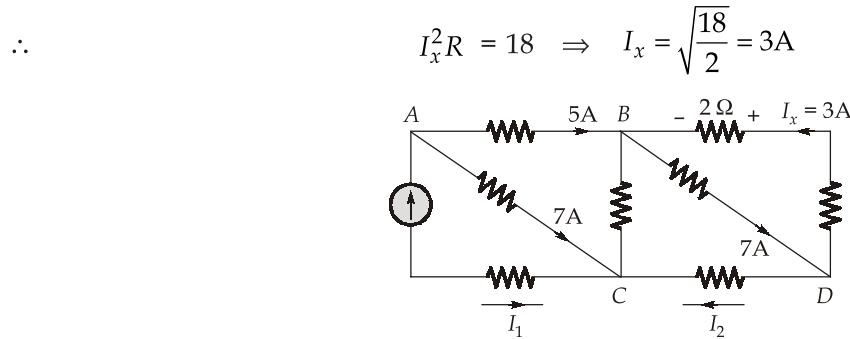 ∴ I_x^2 R = 18 ⇒ I_x = √(18/2) = 3A
A 5A B – 2 Ω + I_x = 3A
7A 7A
C D
I_1 I_2